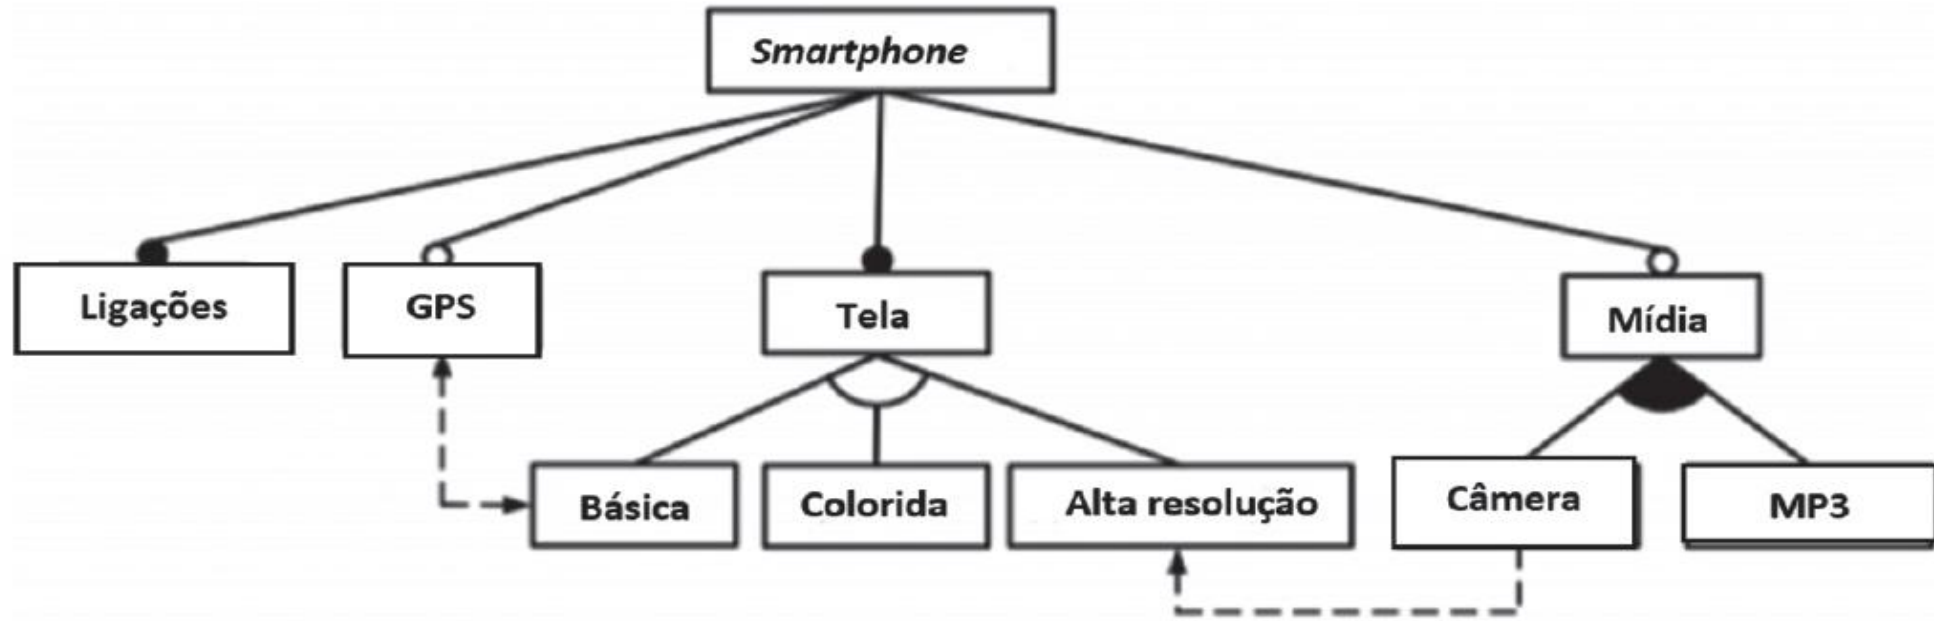 Smartphone
Ligações
GPS
Tela
Mídia
Básica
Colorida
Alta resolução
Câmera
MP3